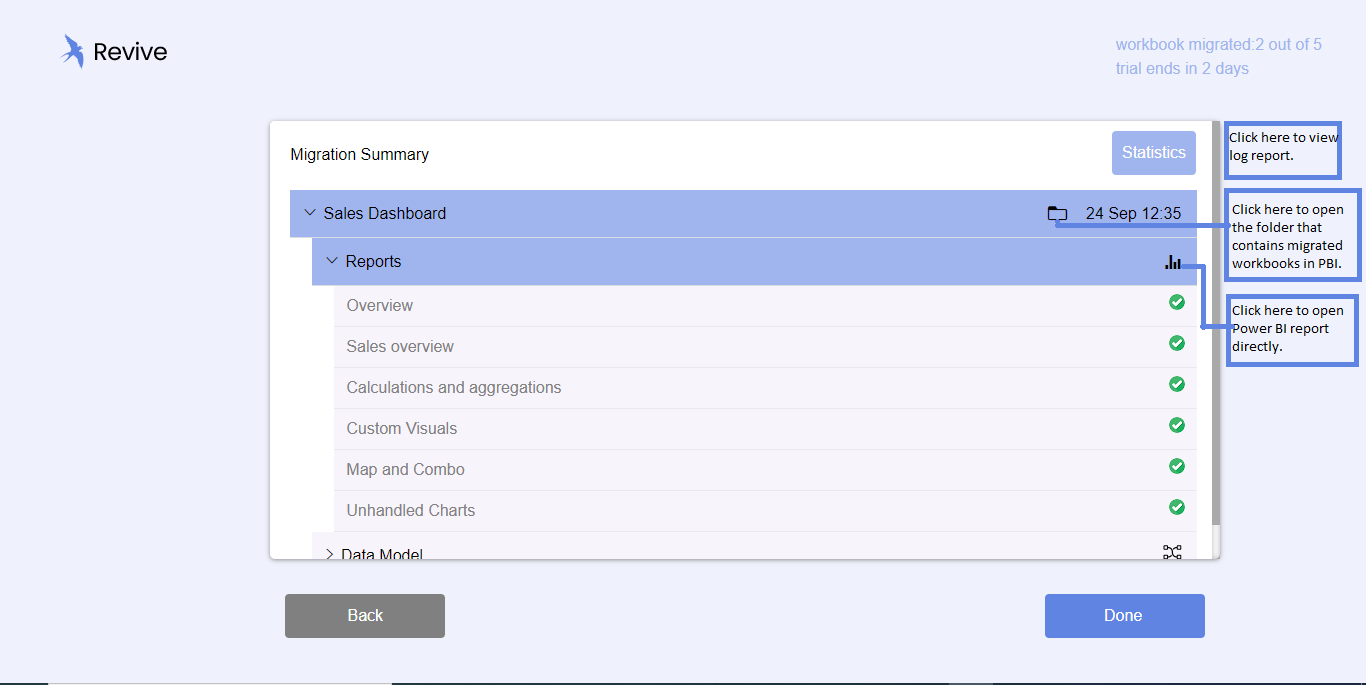 Revive
workbook migrated:2 out of 5
trial ends in 2 days
Migration Summary
Statistics
Click here to view
log report.
Sales Dashboard
24 Sep 12:35
Click here to open
the folder that
contains migrated
workbooks in PBI.
Reports
Click here to open
Power BI report
directly.
Overview
Sales overview
Calculations and aggregations
Custom Visuals
Map and Combo
Unhandled Charts
Data Model
Back
Done